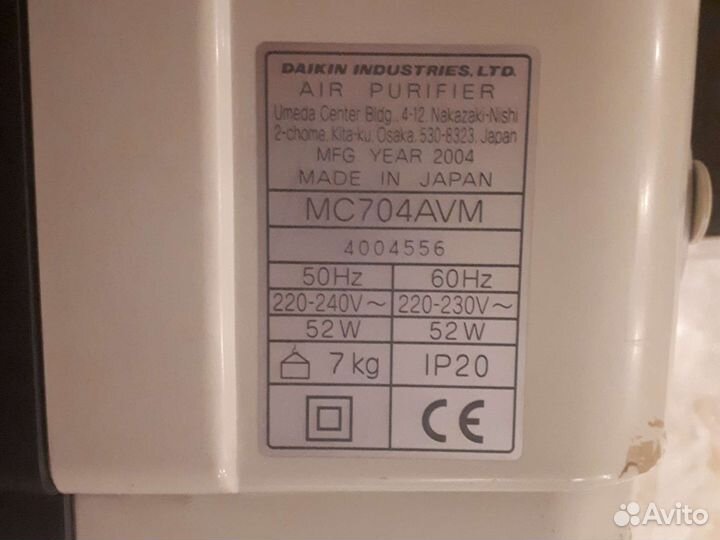 DAIKIN INDUSTRIES, LTD.
AIR PURIFIER
Umeda Center Bldg., 4-12, Nakazaki-Nishi
2-chome, Kita-ku, Osaka, 530-8323, Japan
MFG YEAR 2004
MADE IN JAPAN
MC704AVM
4004556
50Hz 60Hz
220-240V~ 220-230V~
52W 52W
7kg IP20
CE
Avito